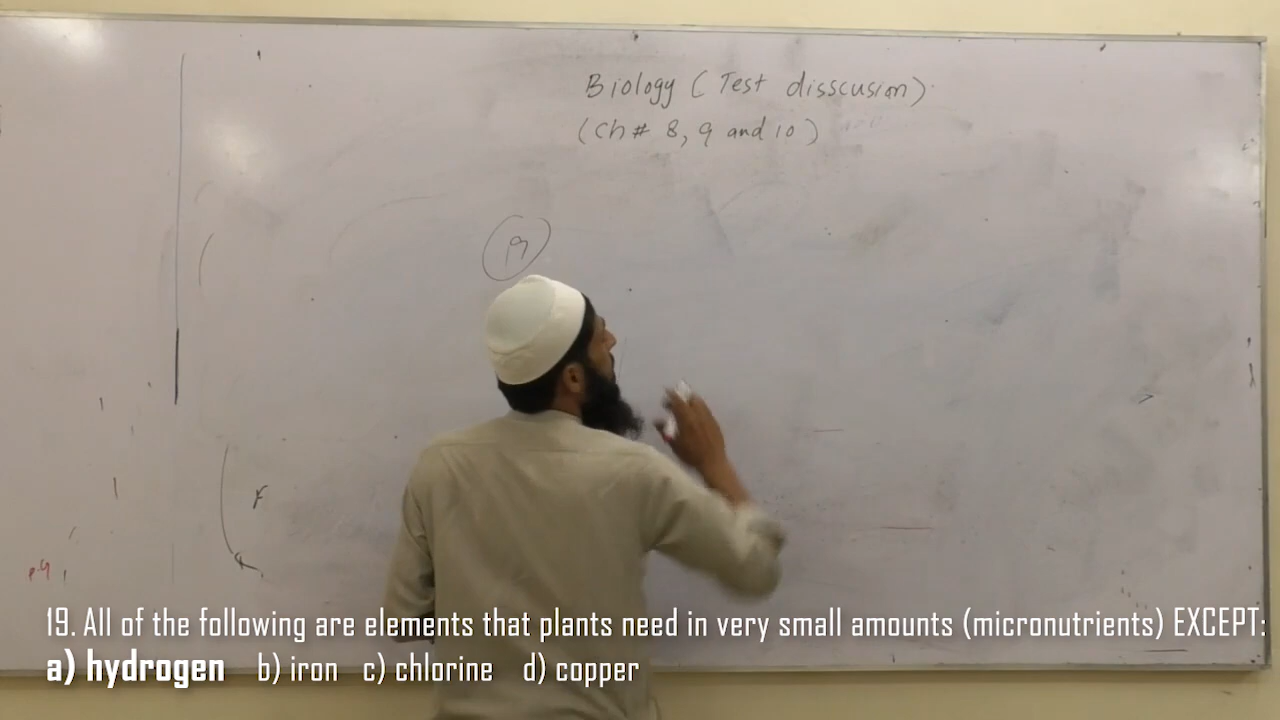 Biology (Test disscusion)
(Ch# 8, 9 and 10)
19
19. All of the following are elements that plants need in very small amounts (micronutrients) EXCEPT:
a) hydrogen b) iron c) chlorine d) copper